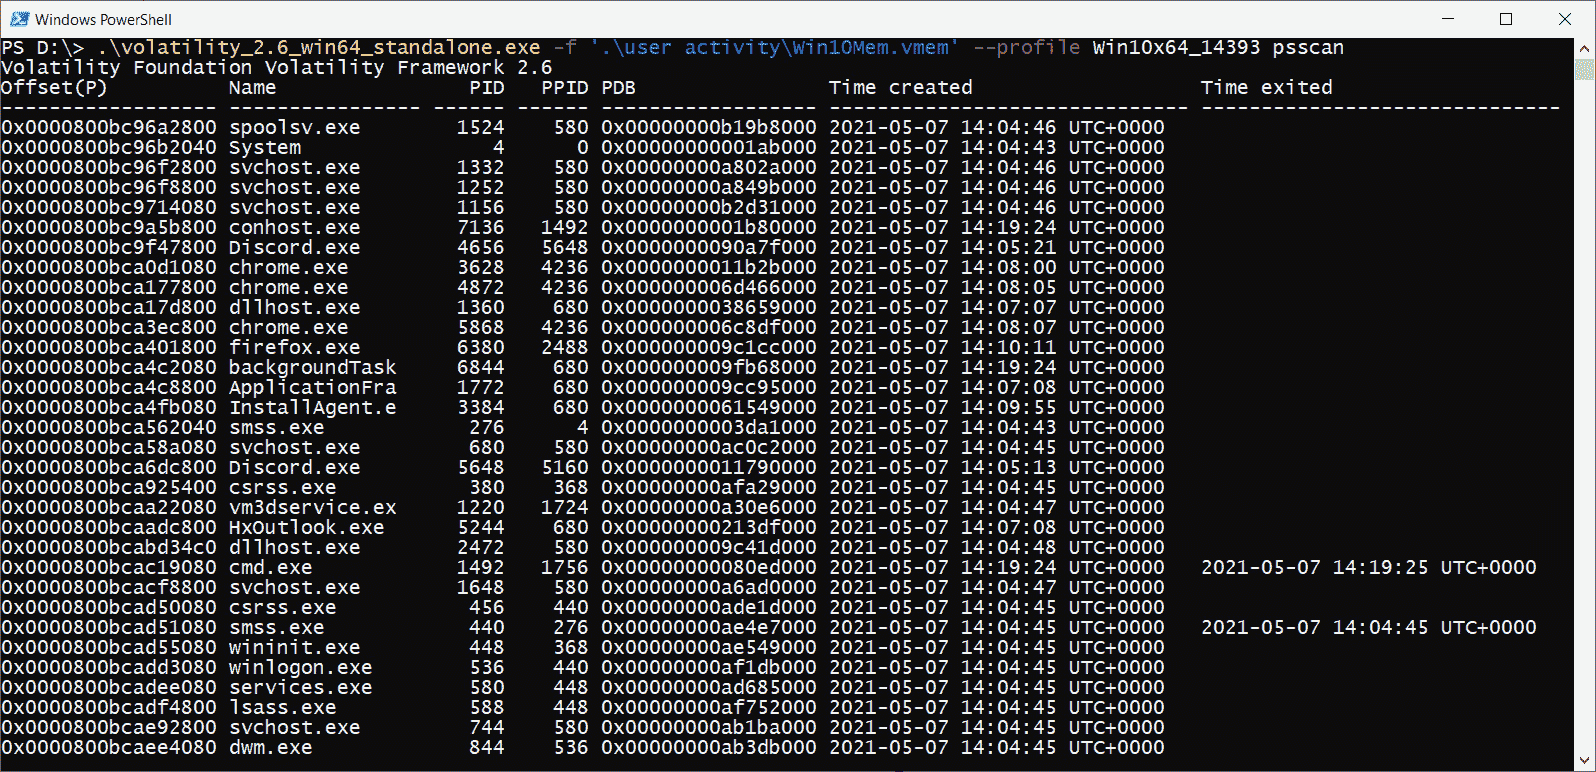 Windows PowerShell
PS D:\> .\volatility_2.6_win64_standalone.exe -f '.\user activity\Win10Mem.vmem' --profile Win10x64_14393 psscan
Volatility Foundation Volatility Framework 2.6
Offset(P)          Name                PID   PPID PDB                Time created                   Time exited
------------------ ---------------- ------ ------ ------------------ ------------------------------ ------------------------------
0x0000800bc96a2800 spoolsv.exe        1524    580 0x00000000b19b8000 2021-05-07 14:04:46 UTC+0000
0x0000800bc96b2040 System                4      0 0x00000000001ab000 2021-05-07 14:04:43 UTC+0000
0x0000800bc96f2800 svchost.exe        1332    580 0x00000000a802a000 2021-05-07 14:04:46 UTC+0000
0x0000800bc96f8800 svchost.exe        1252    580 0x00000000a849b000 2021-05-07 14:04:46 UTC+0000
0x0000800bc9714080 svchost.exe        1156    580 0x00000000b2d31000 2021-05-07 14:04:46 UTC+0000
0x0000800bc9a5b800 conhost.exe        7136   1492 0x0000000001b80000 2021-05-07 14:19:24 UTC+0000
0x0000800bc9f47800 Discord.exe        4656   5648 0x0000000090a7f000 2021-05-07 14:05:21 UTC+0000
0x0000800bca0d1080 chrome.exe         3628   4236 0x0000000011b2b000 2021-05-07 14:08:00 UTC+0000
0x0000800bca177800 chrome.exe         4872   4236 0x000000006d466000 2021-05-07 14:08:05 UTC+0000
0x0000800bca17d800 dllhost.exe        1360    680 0x0000000038659000 2021-05-07 14:07:07 UTC+0000
0x0000800bca3ec800 chrome.exe         5868   4236 0x000000006c8df000 2021-05-07 14:08:07 UTC+0000
0x0000800bca401800 firefox.exe        6380   2488 0x000000009c1cc000 2021-05-07 14:10:11 UTC+0000
0x0000800bca4c2080 backgroundTask     6844    680 0x000000009fb68000 2021-05-07 14:19:24 UTC+0000
0x0000800bca4c8800 ApplicationFra     1772    680 0x000000009cc95000 2021-05-07 14:07:08 UTC+0000
0x0000800bca4fb080 InstallAgent.e     3384    680 0x0000000061549000 2021-05-07 14:09:55 UTC+0000
0x0000800bca562040 smss.exe            276      4 0x0000000003da1000 2021-05-07 14:04:43 UTC+0000
0x0000800bca58a080 svchost.exe         680    580 0x00000000ac0c2000 2021-05-07 14:04:45 UTC+0000
0x0000800bca6dc800 Discord.exe        5648   5160 0x0000000011790000 2021-05-07 14:05:13 UTC+0000
0x0000800bca925400 csrss.exe           380    368 0x00000000afa29000 2021-05-07 14:04:45 UTC+0000
0x0000800bcaa22080 vm3dservice.ex     1220   1724 0x00000000a30e6000 2021-05-07 14:04:47 UTC+0000
0x0000800bcaadc800 HxOutlook.exe      5244    680 0x00000000213df000 2021-05-07 14:07:08 UTC+0000
0x0000800bcabd34c0 dllhost.exe        2472    580 0x000000009c41d000 2021-05-07 14:04:48 UTC+0000
0x0000800bcac19080 cmd.exe            1492   1756 0x00000000080ed000 2021-05-07 14:19:24 UTC+0000   2021-05-07 14:19:25 UTC+0000
0x0000800bcacf8800 svchost.exe        1648    580 0x00000000a6ad0000 2021-05-07 14:04:47 UTC+0000
0x0000800bcad50080 csrss.exe           456    440 0x00000000ade1d000 2021-05-07 14:04:45 UTC+0000
0x0000800bcad51080 smss.exe            440    276 0x00000000ae4e7000 2021-05-07 14:04:45 UTC+0000   2021-05-07 14:04:45 UTC+0000
0x0000800bcad55080 wininit.exe         448    368 0x00000000ae549000 2021-05-07 14:04:45 UTC+0000
0x0000800bcadd3080 winlogon.exe        536    440 0x00000000af1db000 2021-05-07 14:04:45 UTC+0000
0x0000800bcadee080 services.exe        580    448 0x00000000ad685000 2021-05-07 14:04:45 UTC+0000
0x0000800bcadf4800 lsass.exe           588    448 0x00000000af752000 2021-05-07 14:04:45 UTC+0000
0x0000800bcae92800 svchost.exe         744    580 0x00000000ab1ba000 2021-05-07 14:04:45 UTC+0000
0x0000800bcaee4080 dwm.exe             844    536 0x00000000ab3db000 2021-05-07 14:04:45 UTC+0000